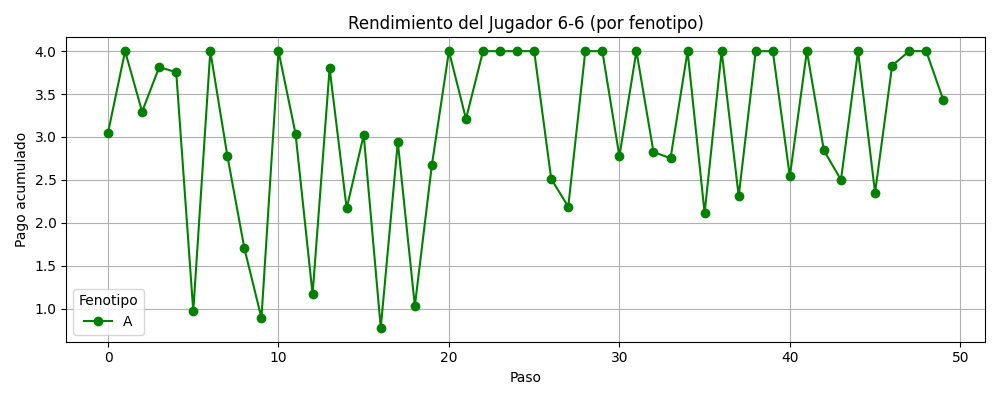 Rendimiento del Jugador 6-6 (por fenotipo)
Pago acumulado
4.0
3.5
3.0
2.5
2.0
1.5
1.0
Fenotipo
A
0 10 20 30 40 50
Paso